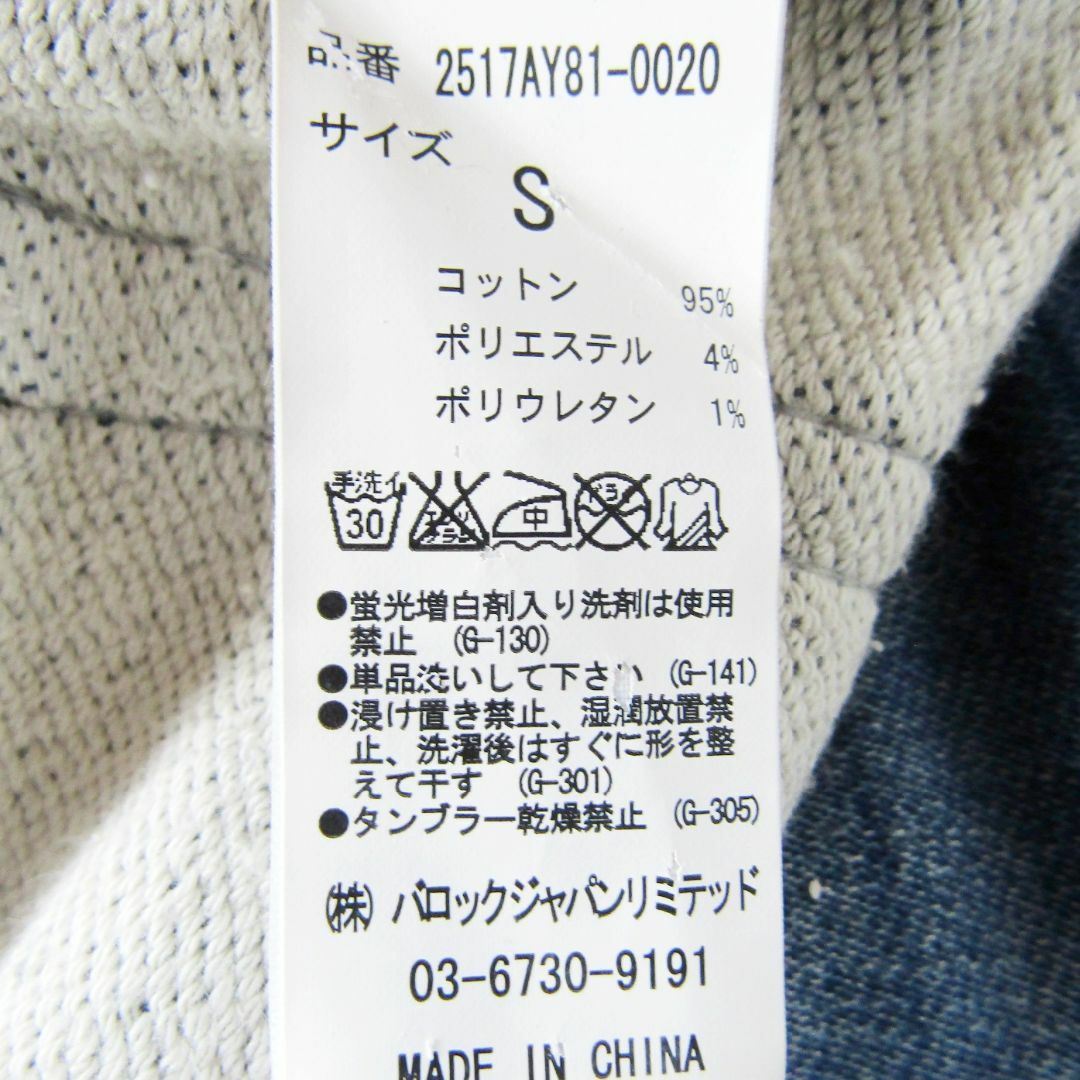 品番 2517AY81-0020
サイズ
S
コットン 95%
ポリエステル 4%
ポリウレタン 1%
手洗イ
30
中
ドライ
●蛍光増白剤入り洗剤は使用
禁止 (G-130)
●単品洗いして下さい (G-141)
●浸け置き禁止、湿潤放置禁
止、洗濯後はすぐに形を整
えて干す (G-301)
●タンブラー乾燥禁止 (G-305)
(株) バロックジャパンリミテッド
03-6730-9191
MADE IN CHINA